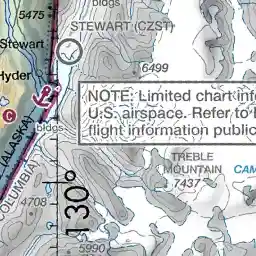 5475
bldgs
STEWART (CZST)
Stewart
Hyder
6499
NOTE: Limited chart inf
U.S. airspace. Refer to
flight information public
C
bldgs
(ALASKA)
COLUMBIA)
TREBLE
MOUNTAIN
7437
CAM
4708
130°
5990